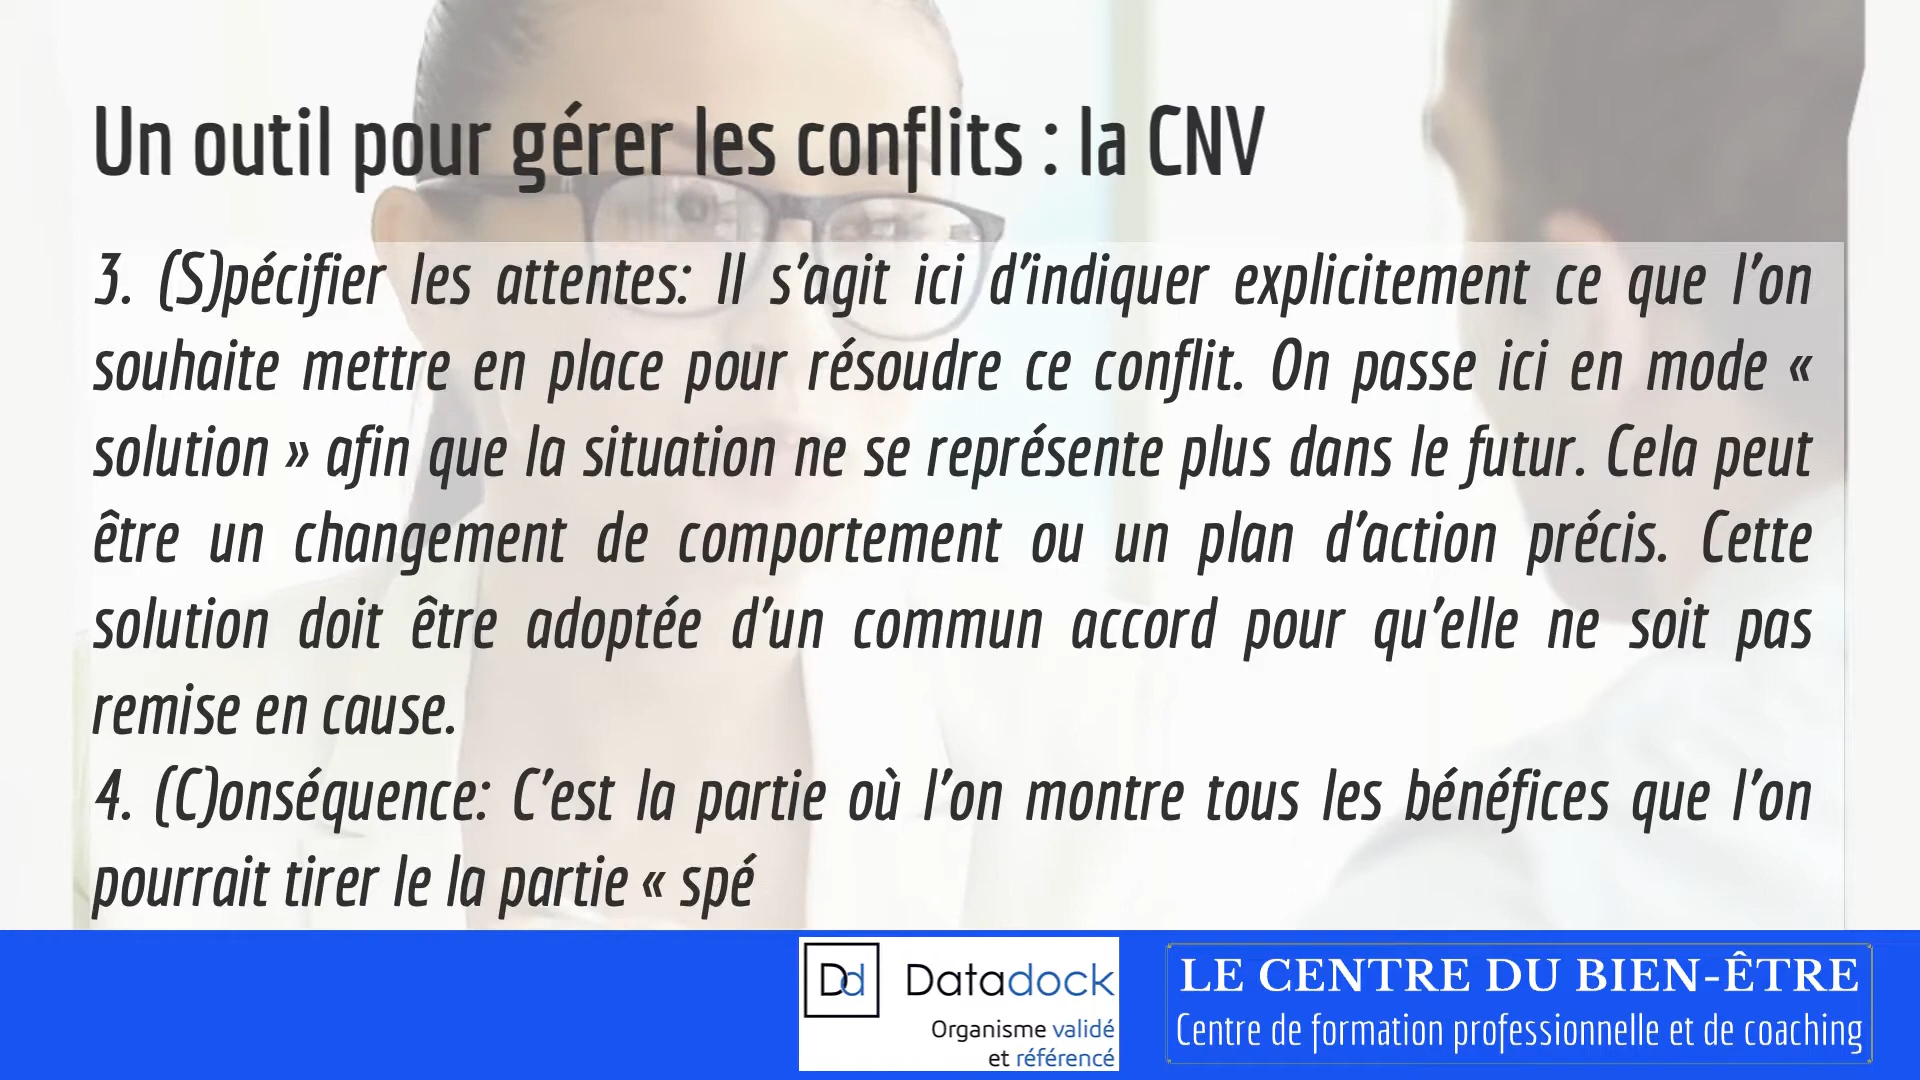 Un outil pour gérer les conflits : la CNV
3. (S)pécifier les attentes: Il s’agit ici d’indiquer explicitement ce que l’on
souhaite mettre en place pour résoudre ce conflit. On passe ici en mode «
solution » afin que la situation ne se représente plus dans le futur. Cela peut
être un changement de comportement ou un plan d’action précis. Cette
solution doit être adoptée d’un commun accord pour qu’elle ne soit pas
remise en cause.
4. (C)onséquence: C’est la partie où l’on montre tous les bénéfices que l’on
pourrait tirer le la partie « spé
Dd Datadock
Organisme validé
et référencé
LE CENTRE DU BIEN-ÊTRE
Centre de formation professionnelle et de coaching